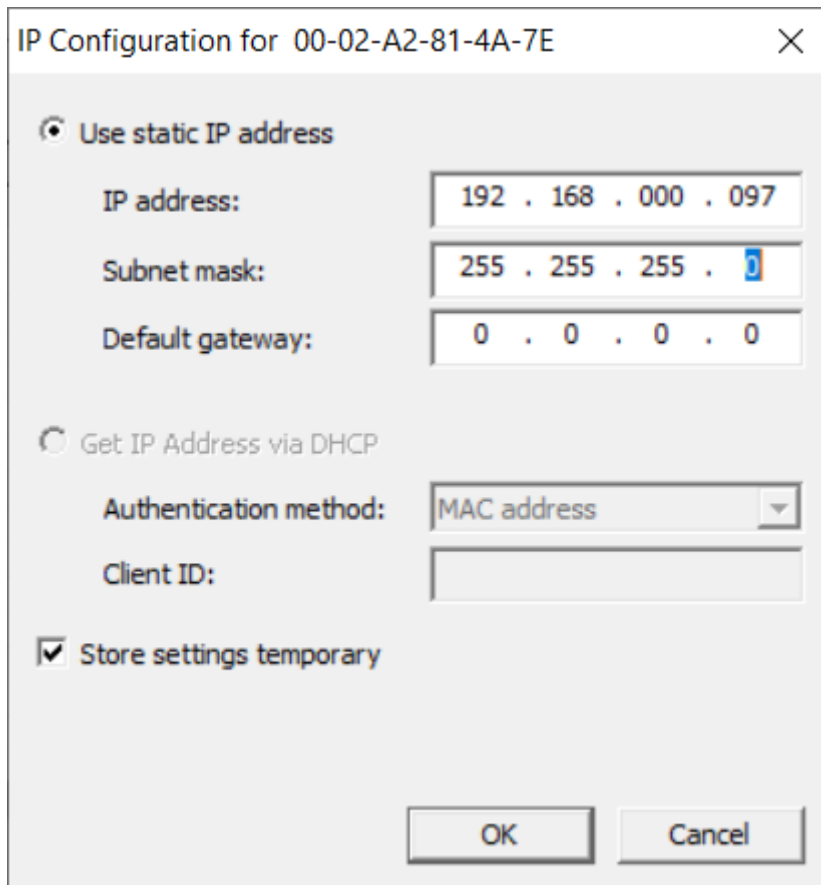 IP Configuration for 00-02-A2-81-4A-7E
Use static IP address
IP address: 192 . 168 . 000 . 097
Subnet mask: 255 . 255 . 255 . 0
Default gateway: 0 . 0 . 0 . 0
Get IP Address via DHCP
Authentication method: MAC address
Client ID:
Store settings temporary
OK Cancel